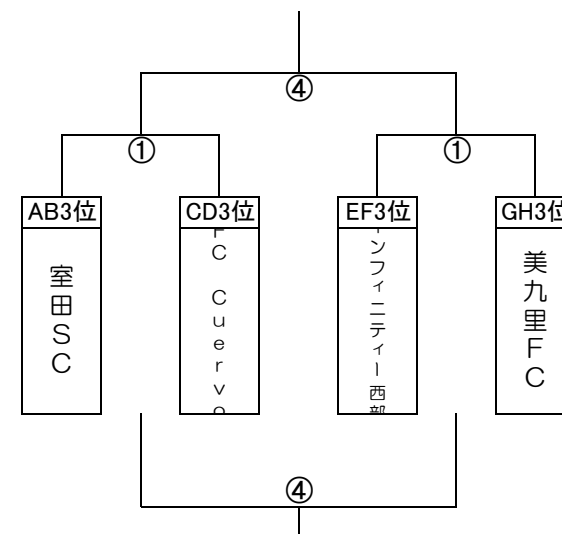 ④
① ①
AB3位 CD3位 EF3位 GH3位
室田SC
FC Cuervo
インフィニティー西部
美九里FC
④